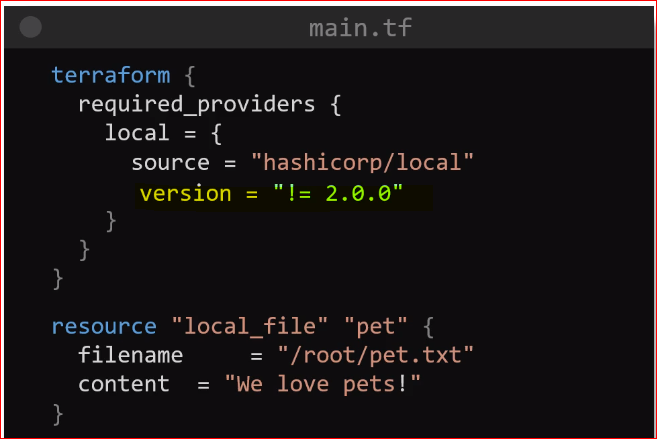 main.tf
terraform {
required_providers {
local = {
source = "hashicorp/local"
version = "!= 2.0.0"
}
}
}
resource "local_file" "pet" {
filename = "/root/pet.txt"
content = "We love pets!"
}